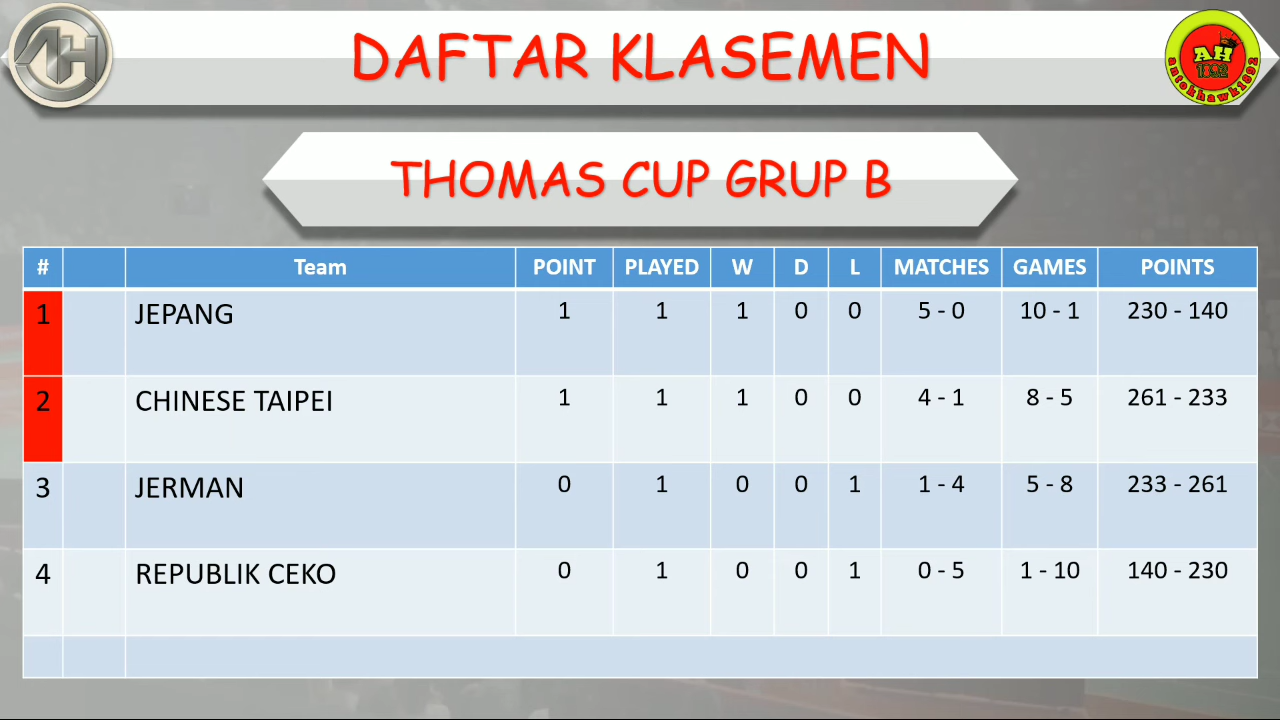 DAFTAR KLASEMEN
AH
AH
1092
antokhawk1092
THOMAS CUP GRUP B
# Team POINT PLAYED W D L MATCHES GAMES POINTS
1 JEPANG 1 1 1 0 0 5 - 0 10 - 1 230 - 140
2 CHINESE TAIPEI 1 1 1 0 0 4 - 1 8 - 5 261 - 233
3 JERMAN 0 1 0 0 1 1 - 4 5 - 8 233 - 261
4 REPUBLIK CEKO 0 1 0 0 1 0 - 5 1 - 10 140 - 230